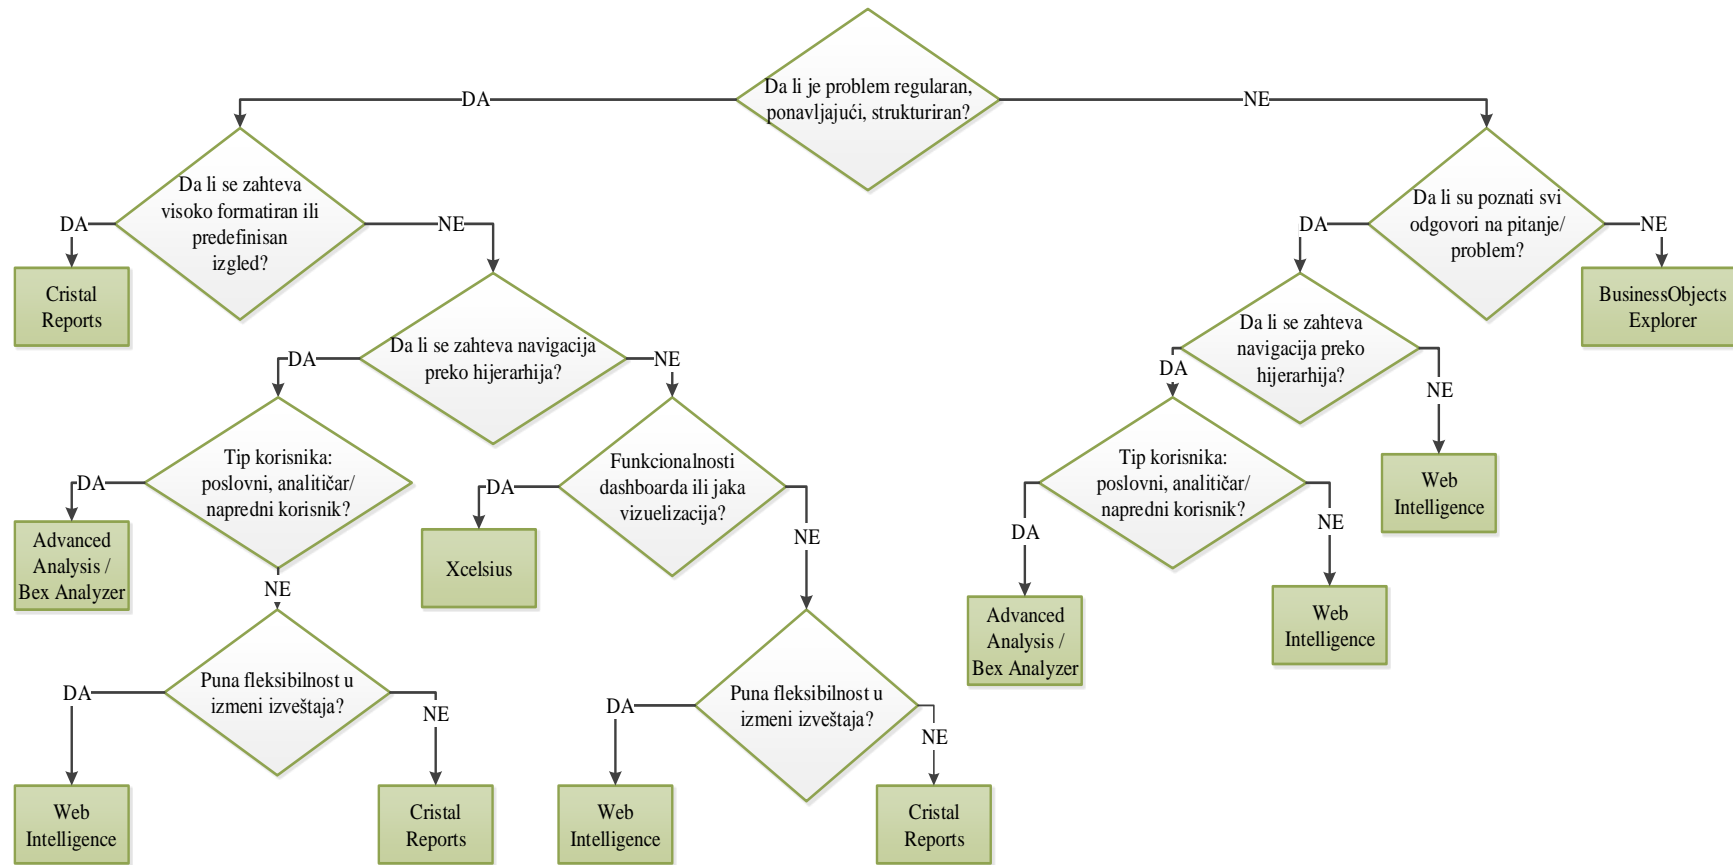 Da li je problem regularan,
ponavljajući, strukturiran?
DA
NE
Da li se zahteva
visoko formatiran ili
predefinisan
izgled?
Da li su poznati svi
odgovori na pitanje/
problem?
DA
NE
DA
NE
Cristal
Reports
BusinessObjects
Explorer
Da li se zahteva navigacija
preko hijerarhija?
Da li se zahteva
navigacija preko
hijerarhija?
DA
NE
DA
NE
Tip korisnika:
poslovni, analitičar/
napredni korisnik?
Funkcionalnosti
dashboarda ili jaka
vizuelizacija?
Tip korisnika:
poslovni, analitičar/
napredni korisnik?
Web
Intelligence
DA
DA
NE
DA
NE
Advanced
Analysis /
Bex Analyzer
NE
Xcelsius
Advanced
Analysis /
Bex Analyzer
Web
Intelligence
Puna fleksibilnost u
izmeni izveštaja?
Puna fleksibilnost u
izmeni izveštaja?
DA
NE
DA
NE
Web
Intelligence
Cristal
Reports
Web
Intelligence
Cristal
Reports